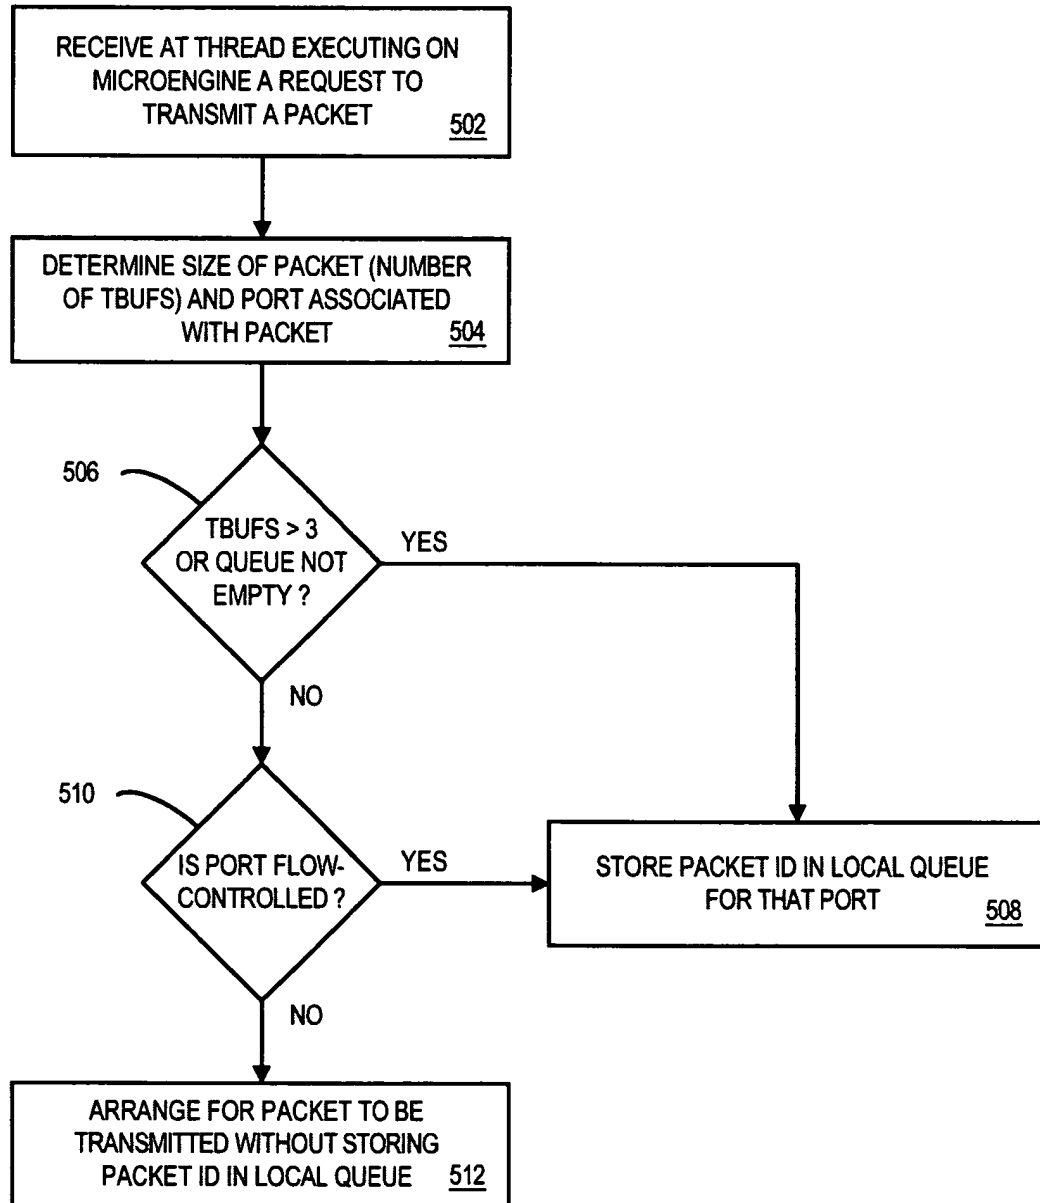 RECEIVE AT THREAD EXECUTING ON
MICROENGINE A REQUEST TO
TRANSMIT A PACKET
502
DETERMINE SIZE OF PACKET (NUMBER
OF TBUFS) AND PORT ASSOCIATED
WITH PACKET
504
506
TBUFS > 3
OR QUEUE NOT
EMPTY ?
YES
NO
510
IS PORT FLOW-
CONTROLLED ?
YES
STORE PACKET ID IN LOCAL QUEUE
FOR THAT PORT
508
NO
ARRANGE FOR PACKET TO BE
TRANSMITTED WITHOUT STORING
PACKET ID IN LOCAL QUEUE
512